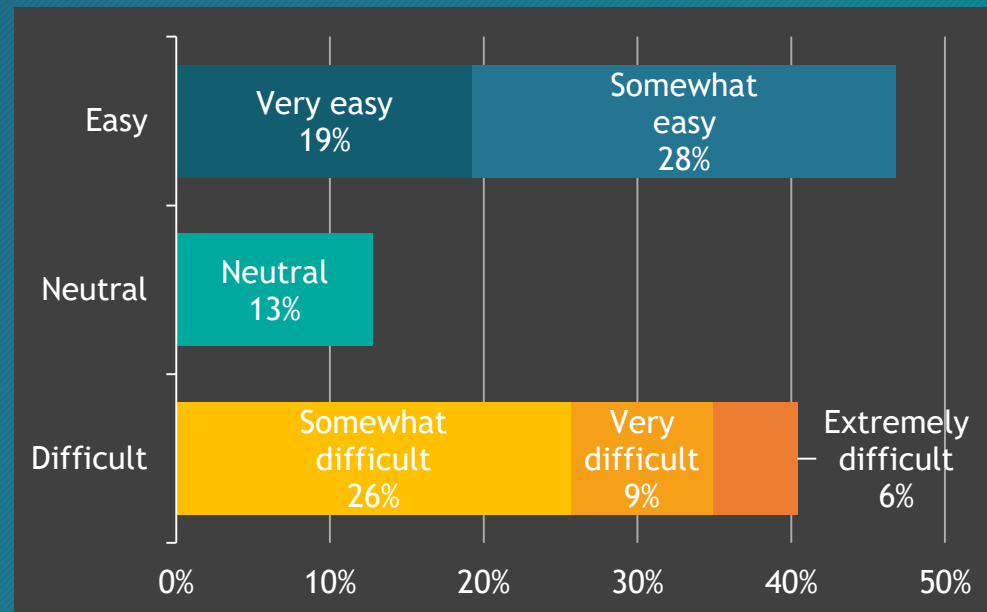 Easy
Very easy
19%
Somewhat
easy
28%
Neutral
Neutral
13%
Difficult
Somewhat
difficult
26%
Very
difficult
9%
Extremely
difficult
6%
0% 10% 20% 30% 40% 50%